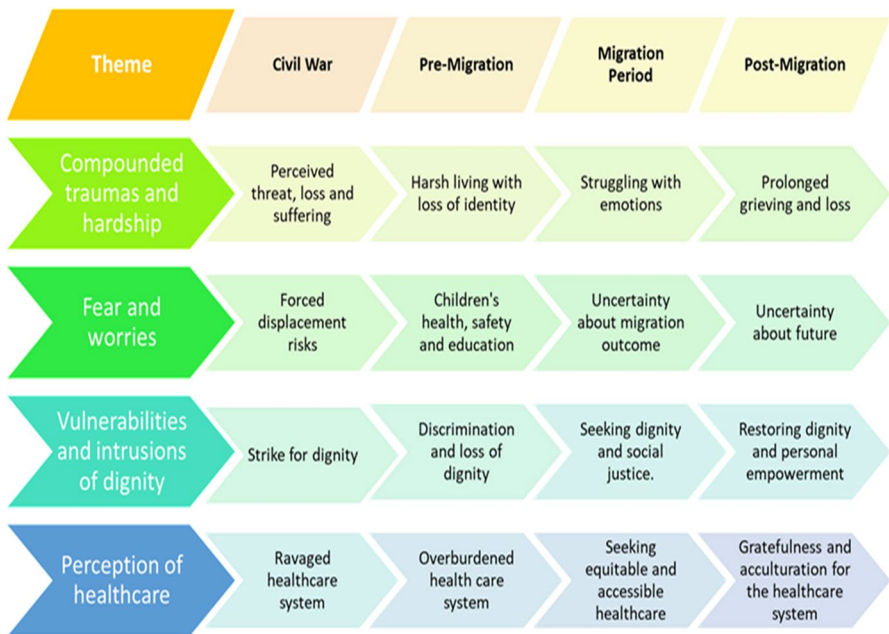 Theme
Civil War
Pre-Migration
Migration
Period
Post-Migration
Compounded
traumas and
hardship
Perceived
threat, loss and
suffering
Harsh living with
loss of identity
Struggling with
emotions
Prolonged
grieving and loss
Fear and
worries
Forced
displacement
risks
Children's
health, safety
and education
Uncertainty
about migration
outcome
Uncertainty
about future
Vulnerabilities
and intrusions
of dignity
Strike for dignity
Discrimination
and loss of
dignity
Seeking dignity
and social
justice.
Restoring dignity
and personal
empowerment
Perception of
healthcare
Ravaged
healthcare
system
Overburdened
health care
system
Seeking
equitable and
accessible
healthcare
Gratefulness and
acculturation for
the healthcare
system